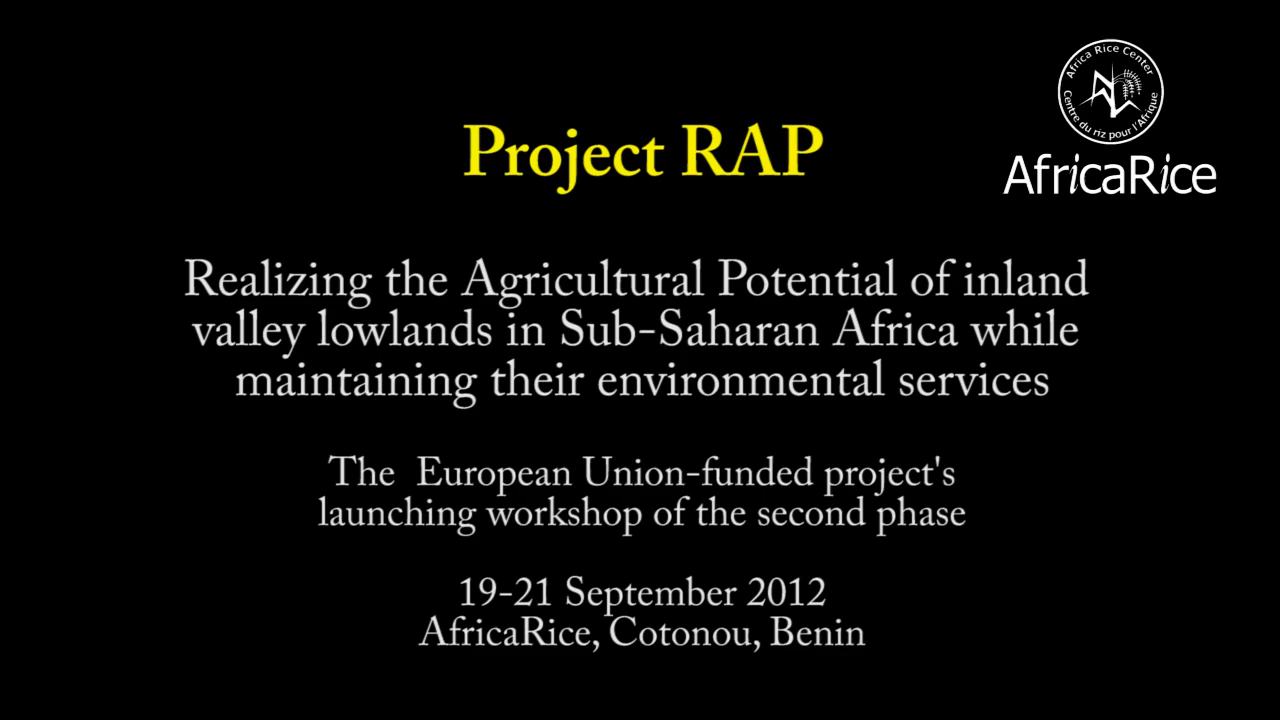 Africa Rice Center
Centre du riz pour l'Afrique
AfricaRice
Project RAP
Realizing the Agricultural Potential of inland
valley lowlands in Sub-Saharan Africa while
maintaining their environmental services
The  European Union-funded project's
launching workshop of the second phase
19-21 September 2012
AfricaRice, Cotonou, Benin